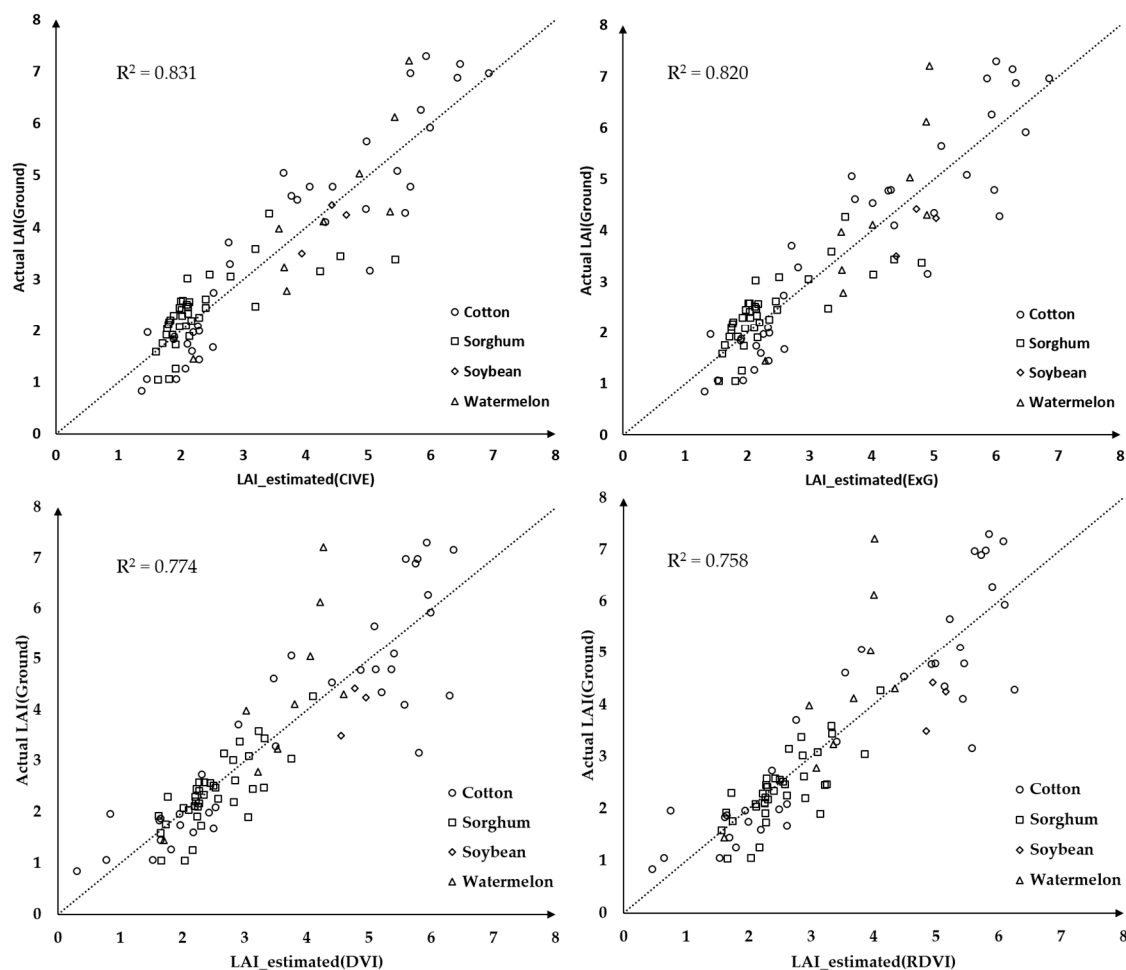 8
7
6
5
4
3
2
1
0
Actual LAI(Ground)
R² = 0.831
Cotton
Sorghum
Soybean
Watermelon
0 1 2 3 4 5 6 7 8
LAI_estimated(CIVE)
8
7
6
5
4
3
2
1
0
Actual LAI(Ground)
R² = 0.820
Cotton
Sorghum
Soybean
Watermelon
0 1 2 3 4 5 6 7 8
LAI_estimated(ExG)
8
7
6
5
4
3
2
1
0
Actual LAI(Ground)
R² = 0.774
Cotton
Sorghum
Soybean
Watermelon
0 1 2 3 4 5 6 7 8
LAI_estimated(DVI)
8
7
6
5
4
3
2
1
0
Actual LAI(Ground)
R² = 0.758
Cotton
Sorghum
Soybean
Watermelon
0 1 2 3 4 5 6 7 8
LAI_estimated(RDVI)